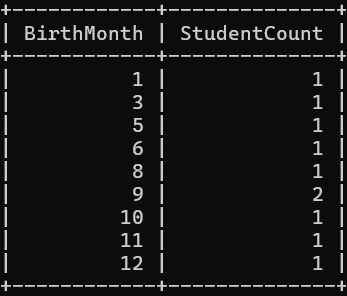 +------------+--------------+
| BirthMonth | StudentCount |
+------------+--------------+
|          1 |            1 |
|          3 |            1 |
|          5 |            1 |
|          6 |            1 |
|          8 |            1 |
|          9 |            2 |
|         10 |            1 |
|         11 |            1 |
|         12 |            1 |
+------------+--------------+